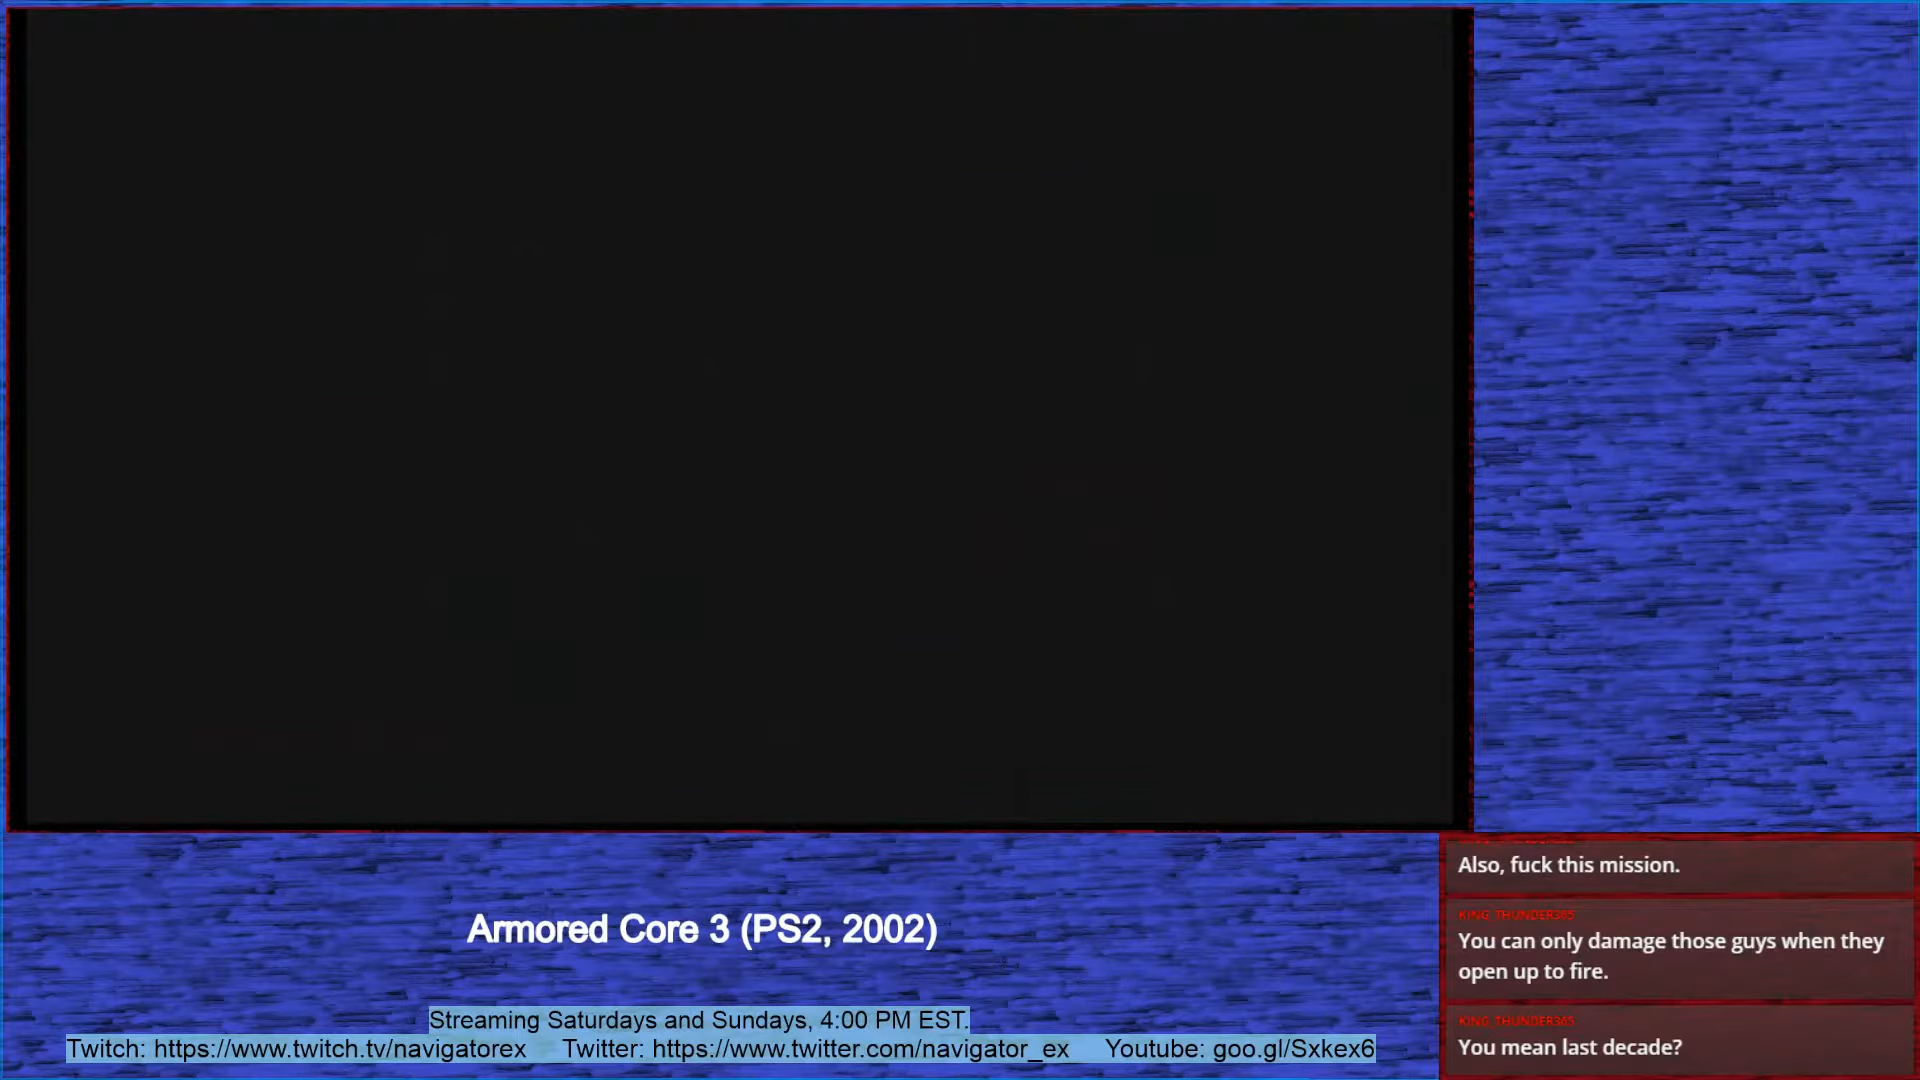 Also, fuck this mission.
KING_THUNDER365
You can only damage those guys when they
open up to fire.
KING_THUNDER365
You mean last decade?
Armored Core 3 (PS2, 2002)
Streaming Saturdays and Sundays, 4:00 PM EST.
Twitch: https://www.twitch.tv/navigatorex Twitter: https://www.twitter.com/navigator_ex Youtube: goo.gl/Sxkex6